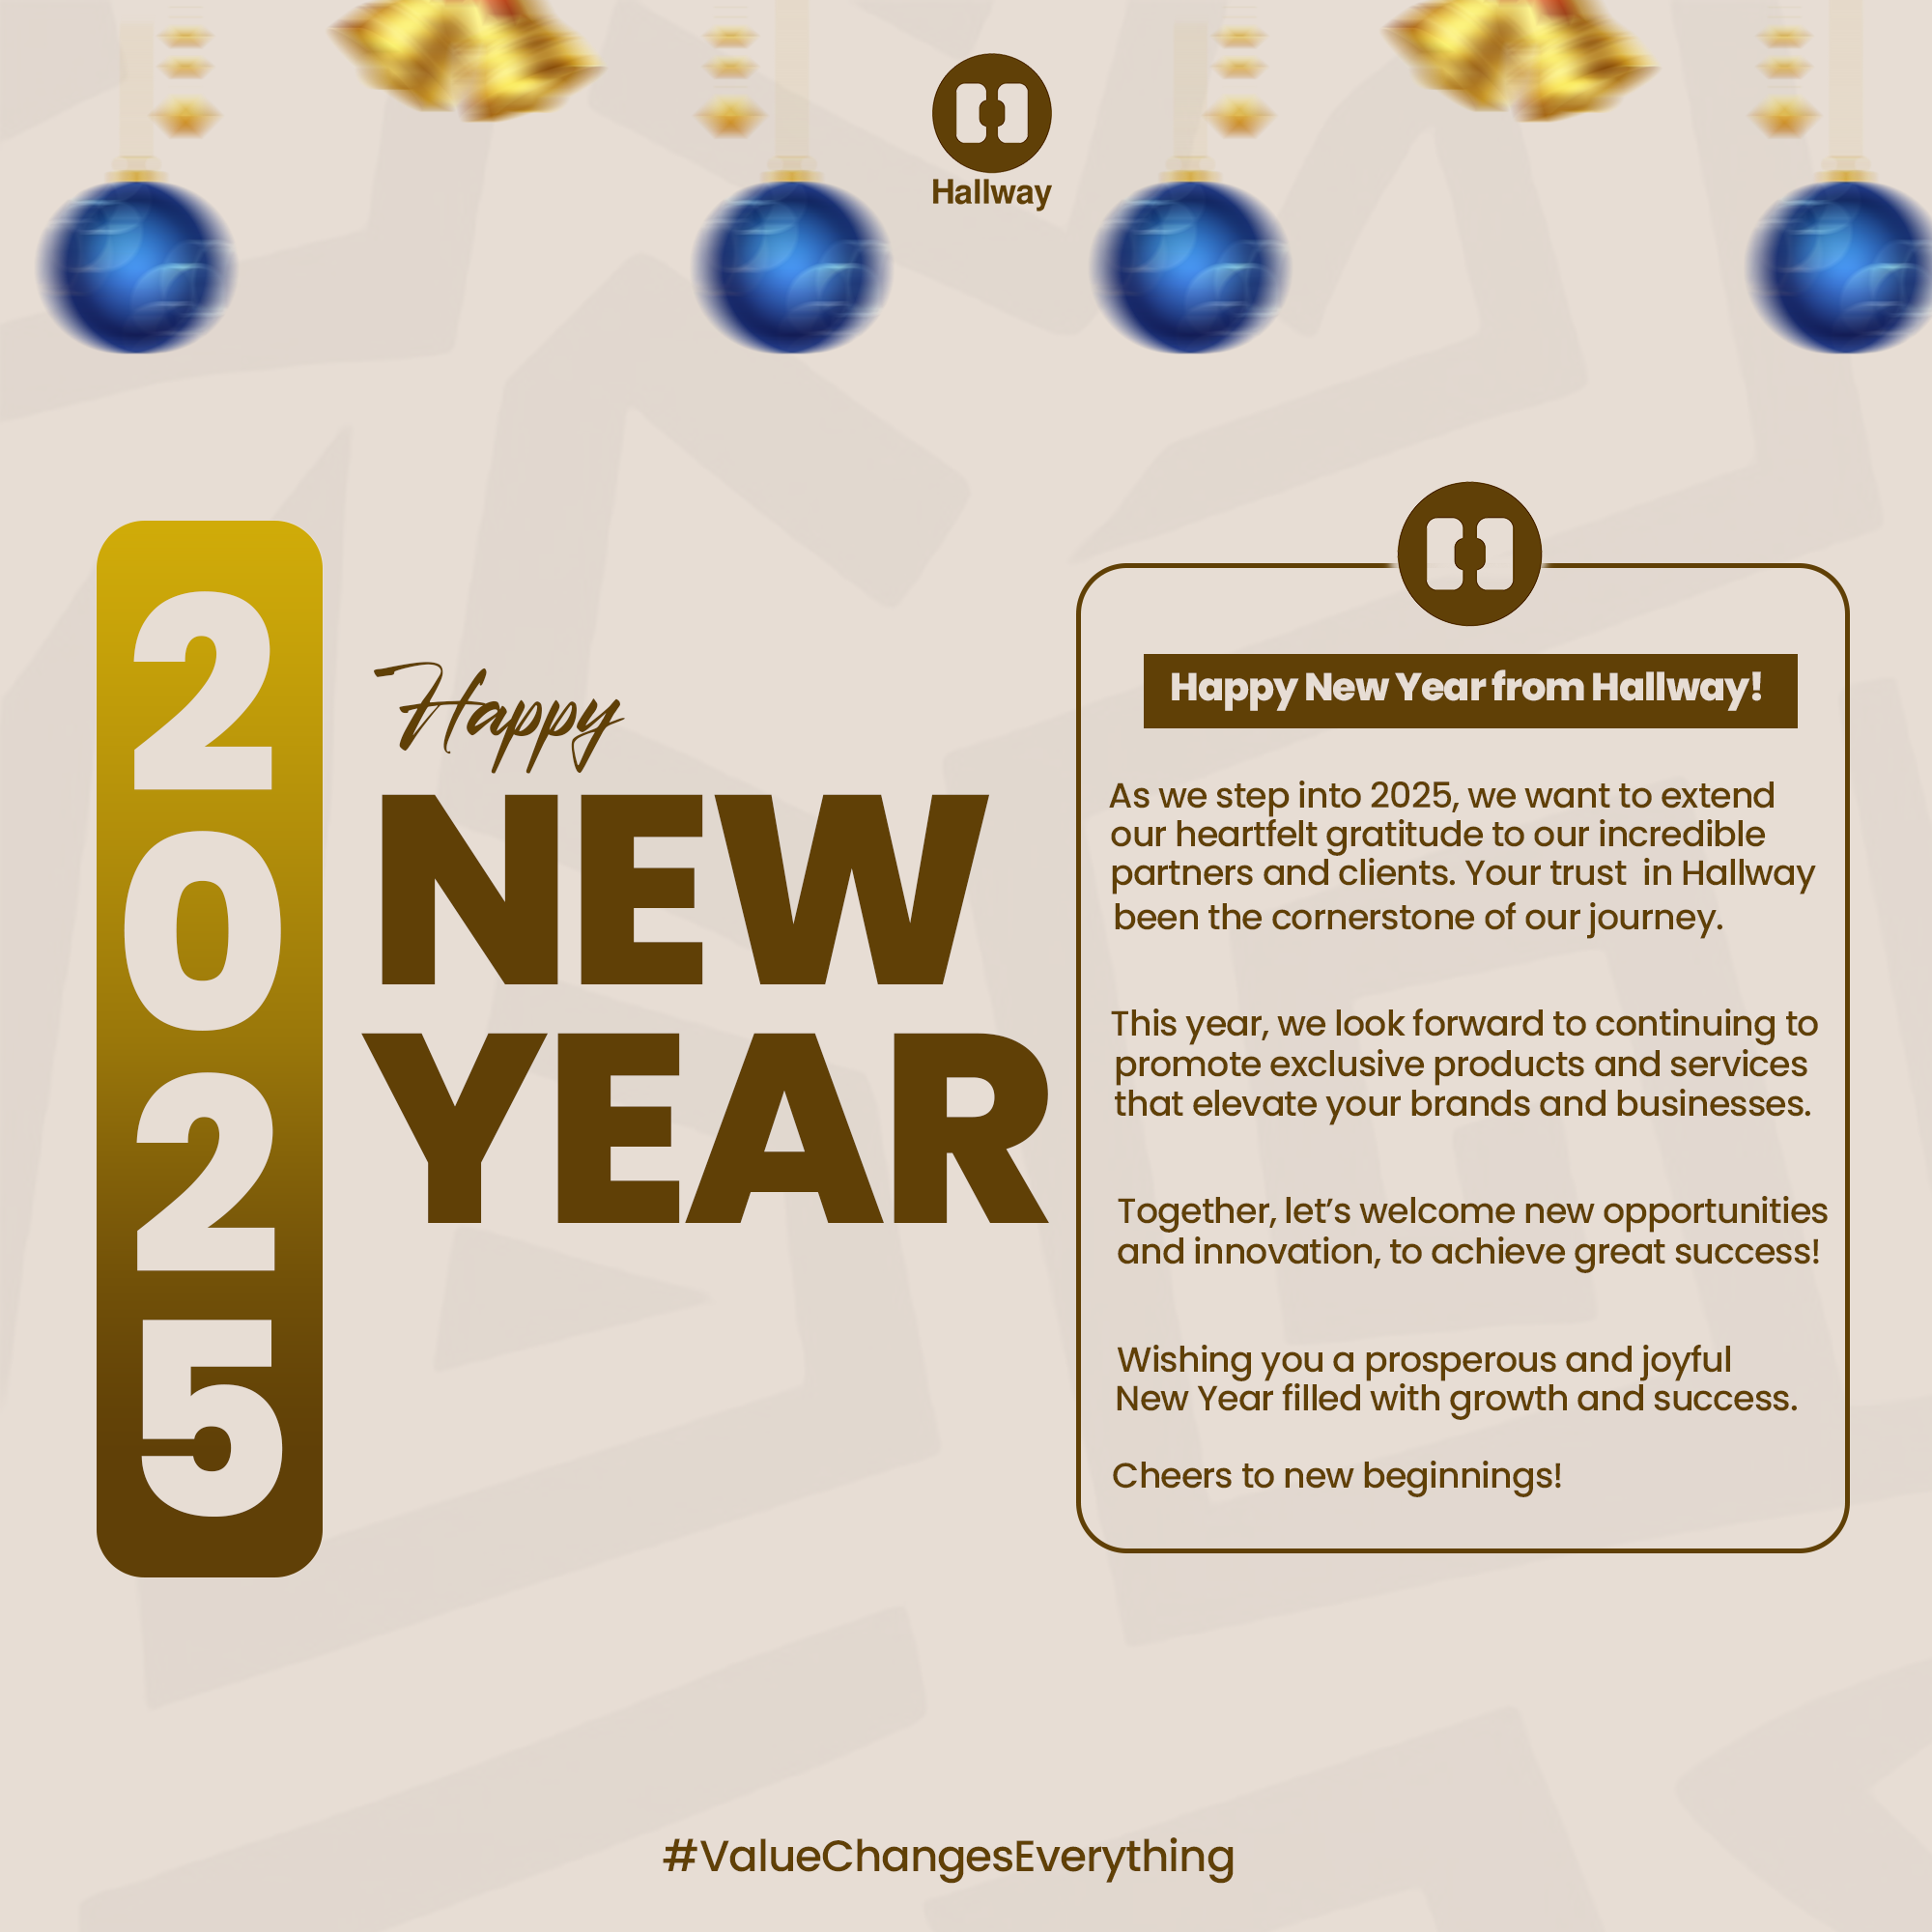 Hallway
2
0
2
5
Happy
NEW
YEAR
Happy New Year from Hallway!
As we step into 2025, we want to extend
our heartfelt gratitude to our incredible
partners and clients. Your trust  in Hallway
been the cornerstone of our journey.
This year, we look forward to continuing to
promote exclusive products and services
that elevate your brands and businesses.
Together, let’s welcome new opportunities
and innovation, to achieve great success!
Wishing you a prosperous and joyful
New Year filled with growth and success.
Cheers to new beginnings!
#ValueChangesEverything